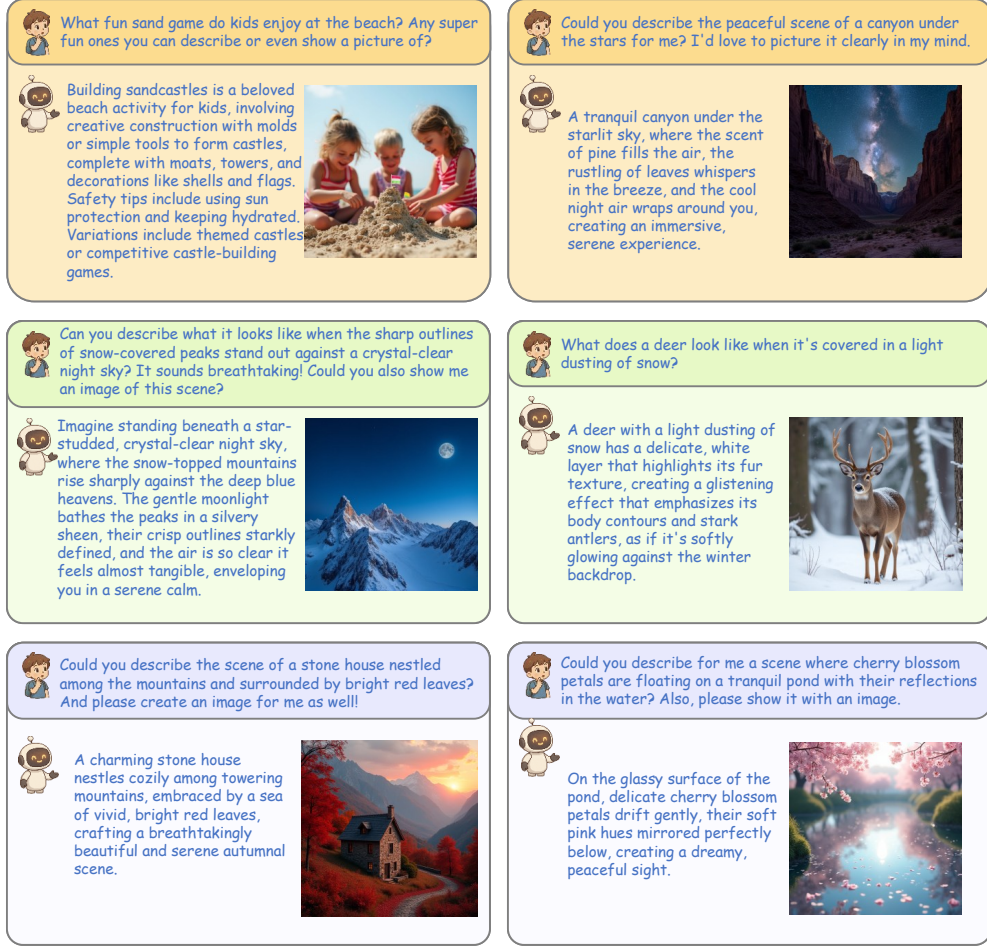 What fun sand game do kids enjoy at the beach? Any super
fun ones you can describe or even show a picture of?
Building sandcastles is a beloved
beach activity for kids, involving
creative construction with molds
or simple tools to form castles,
complete with moats, towers, and
decorations like shells and flags.
Safety tips include using sun
protection and keeping hydrated.
Variations include themed castles
or competitive castle-building
games.
Could you describe the peaceful scene of a canyon under
the stars for me? I'd love to picture it clearly in my mind.
A tranquil canyon under the
starlit sky, where the scent
of pine fills the air, the
rustling of leaves whispers
in the breeze, and the cool
night air wraps around you,
creating an immersive,
serene experience.
Can you describe what it looks like when the sharp outlines
of snow-covered peaks stand out against a crystal-clear
night sky? It sounds breathtaking! Could you also show me
an image of this scene?
Imagine standing beneath a star-
studded, crystal-clear night sky,
where the snow-topped mountains
rise sharply against the deep blue
heavens. The gentle moonlight
bathes the peaks in a silvery
sheen, their crisp outlines starkly
defined, and the air is so clear it
feels almost tangible, enveloping
you in a serene calm.
What does a deer look like when it's covered in a light
dusting of snow?
A deer with a light dusting of
snow has a delicate, white
layer that highlights its fur
texture, creating a glistening
effect that emphasizes its
body contours and stark
antlers, as if it's softly
glowing against the winter
backdrop.
Could you describe the scene of a stone house nestled
among the mountains and surrounded by bright red leaves?
And please create an image for me as well!
A charming stone house
nestles cozily among towering
mountains, embraced by a sea
of vivid, bright red leaves,
crafting a breathtakingly
beautiful and serene autumnal
scene.
Could you describe for me a scene where cherry blossom
petals are floating on a tranquil pond with their reflections
in the water? Also, please show it with an image.
On the glassy surface of the
pond, delicate cherry blossom
petals drift gently, their soft
pink hues mirrored perfectly
below, creating a dreamy,
peaceful sight.